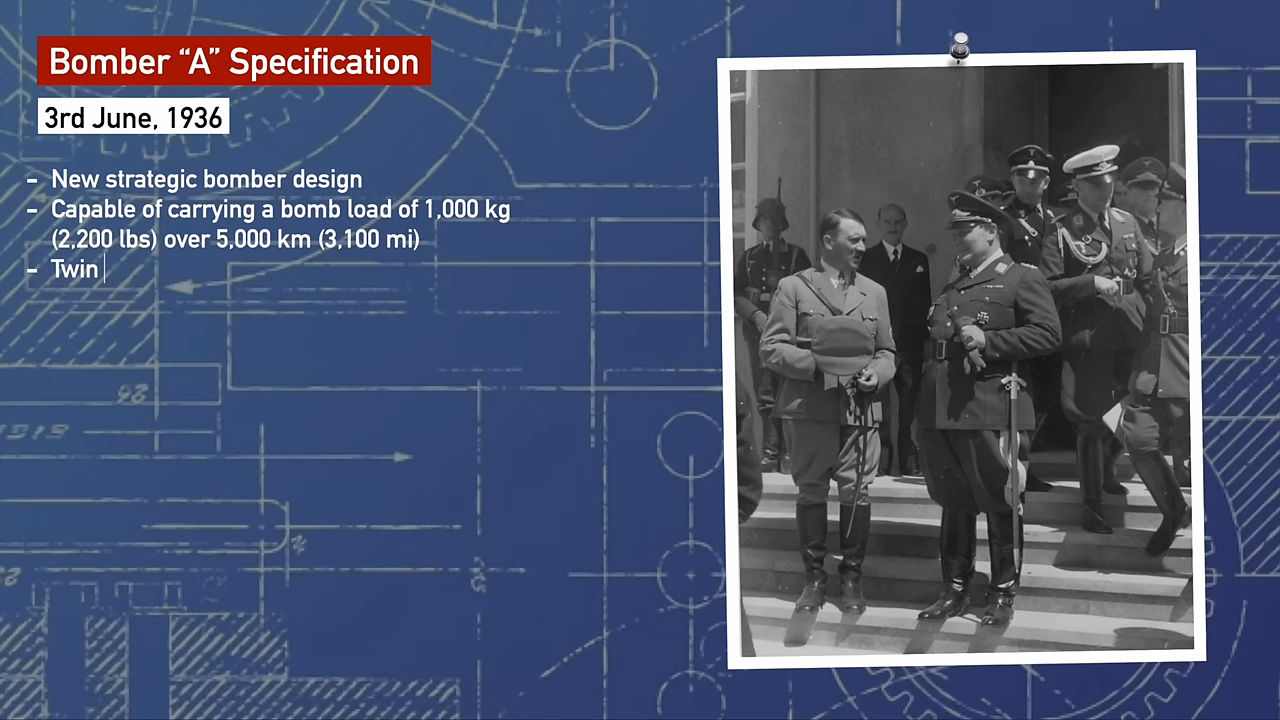 Bomber “A” Specification
3rd June, 1936
- New strategic bomber design
- Capable of carrying a bomb load of 1,000 kg
(2,200 lbs) over 5,000 km (3,100 mi)
- Twin